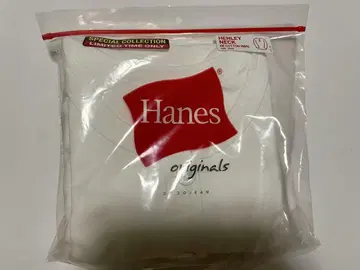 SPECIAL COLLECTION
LIMITED TIME ONLY
HENLEY
NECK
Hanes
®
originals